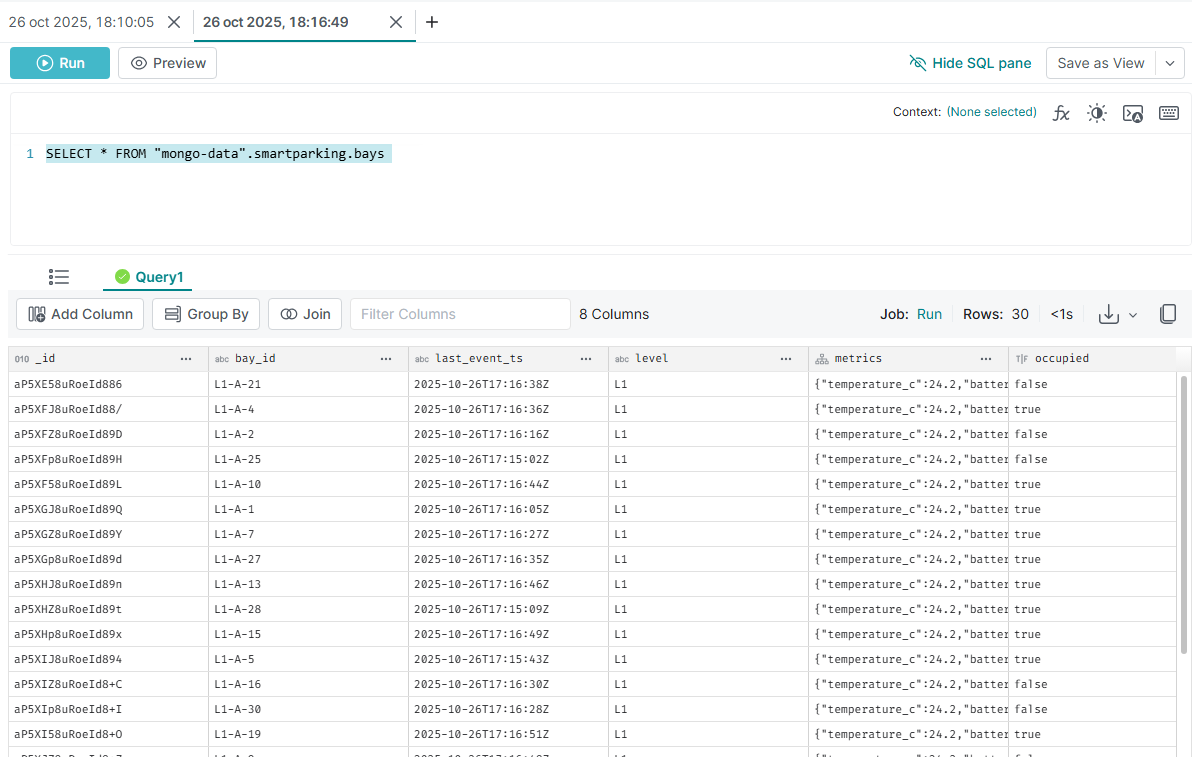 26 oct 2025, 18:10:05 26 oct 2025, 18:16:49
Run Preview Hide SQL pane Save as View
Context: (None selected)
1 SELECT * FROM "mongo-data".smartparking.bays
Query1
Add Column Group By Join Filter Columns 8 Columns Job: Run Rows: 30 <1s
010 _id ... abc bay_id ... abc last_event_ts ... abc level ... metrics ... T|F occupied
aP5XE58uRoeId886 L1-A-21 2025-10-26T17:16:38Z L1 {"temperature_c":24.2,"batter false
aP5XFJ8uRoeId88/ L1-A-4 2025-10-26T17:16:36Z L1 {"temperature_c":24.2,"batter true
aP5XFZ8uRoeId89D L1-A-2 2025-10-26T17:16:16Z L1 {"temperature_c":24.2,"batter false
aP5XFp8uRoeId89H L1-A-25 2025-10-26T17:15:02Z L1 {"temperature_c":24.2,"batter false
aP5XF58uRoeId89L L1-A-10 2025-10-26T17:16:44Z L1 {"temperature_c":24.2,"batter true
aP5XGJ8uRoeId89Q L1-A-1 2025-10-26T17:16:05Z L1 {"temperature_c":24.2,"batter true
aP5XGZ8uRoeId89Y L1-A-7 2025-10-26T17:16:27Z L1 {"temperature_c":24.2,"batter true
aP5XGp8uRoeId89d L1-A-27 2025-10-26T17:16:35Z L1 {"temperature_c":24.2,"batter true
aP5XHJ8uRoeId89n L1-A-13 2025-10-26T17:16:46Z L1 {"temperature_c":24.2,"batter true
aP5XHZ8uRoeId89t L1-A-28 2025-10-26T17:15:09Z L1 {"temperature_c":24.2,"batter true
aP5XHp8uRoeId89x L1-A-15 2025-10-26T17:16:49Z L1 {"temperature_c":24.2,"batter true
aP5XIJ8uRoeId894 L1-A-5 2025-10-26T17:15:43Z L1 {"temperature_c":24.2,"batter true
aP5XIZ8uRoeId8+C L1-A-16 2025-10-26T17:16:30Z L1 {"temperature_c":24.2,"batter false
aP5XIp8uRoeId8+I L1-A-30 2025-10-26T17:16:28Z L1 {"temperature_c":24.2,"batter false
aP5XI58uRoeId8+O L1-A-19 2025-10-26T17:16:51Z L1 {"temperature_c":24.2,"batter true